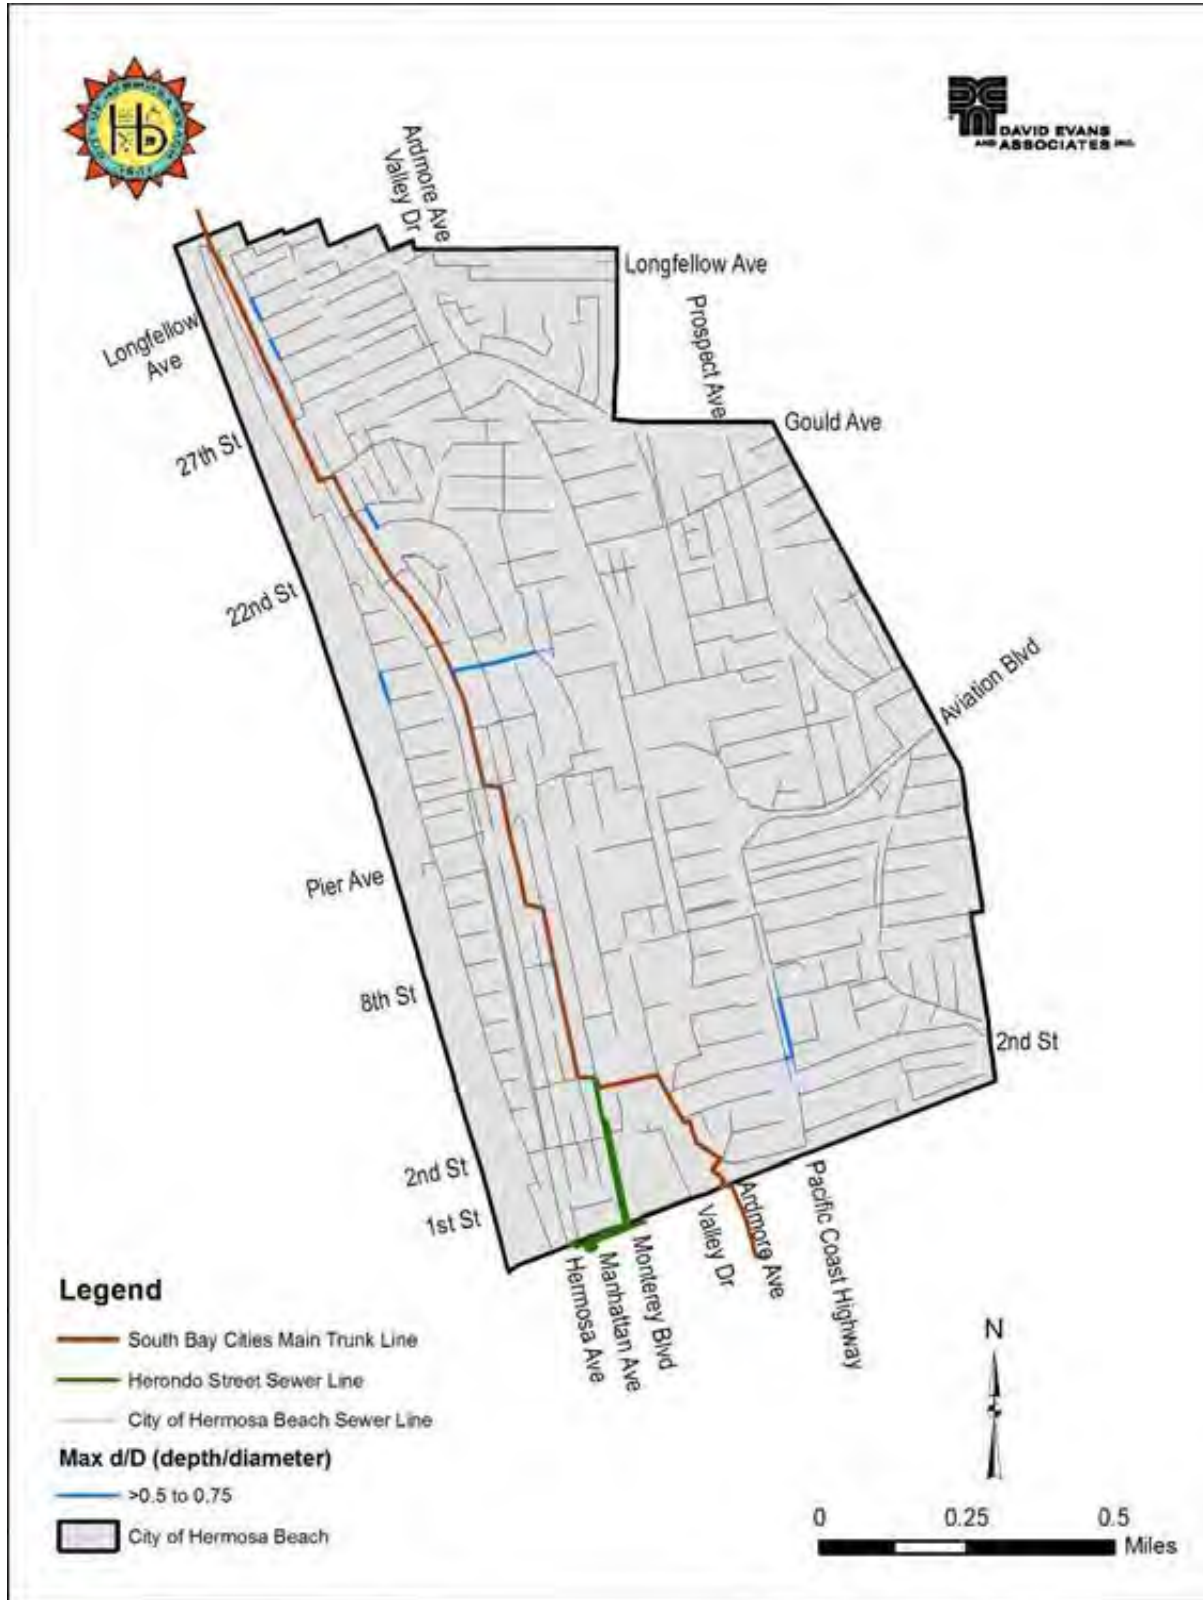 Hb
DAVID EVANS
AND ASSOCIATES INC.
Ardmore Ave
Valley Dr
Longfellow Ave
Prospect Ave
Longfellow
Ave
Gould Ave
27th St
22nd St
Aviation Blvd
Pier Ave
8th St
2nd St
2nd St
1st St
Hermosa Ave
Manhattan Ave
Monterey Blvd
Valley Dr
Ardmore Ave
Pacific Coast Highway
Legend
South Bay Cities Main Trunk Line
Herondo Street Sewer Line
City of Hermosa Beach Sewer Line
Max d/D (depth/diameter)
>0.5 to 0.75
City of Hermosa Beach
N
0 0.25 0.5
Miles